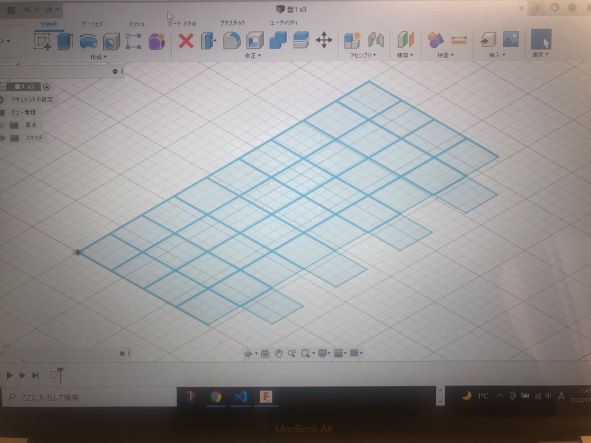 盤1 v3
ソリッド サーフェス メッシュ シート メタル プラスチック ユーティリティ
作成 修正 アセンブリ 構築 検査 挿入 選択
ドキュメントの設定
ビュー管理
原点
スケッチ
ここに入力して検索
1°C
A
MacBook Air